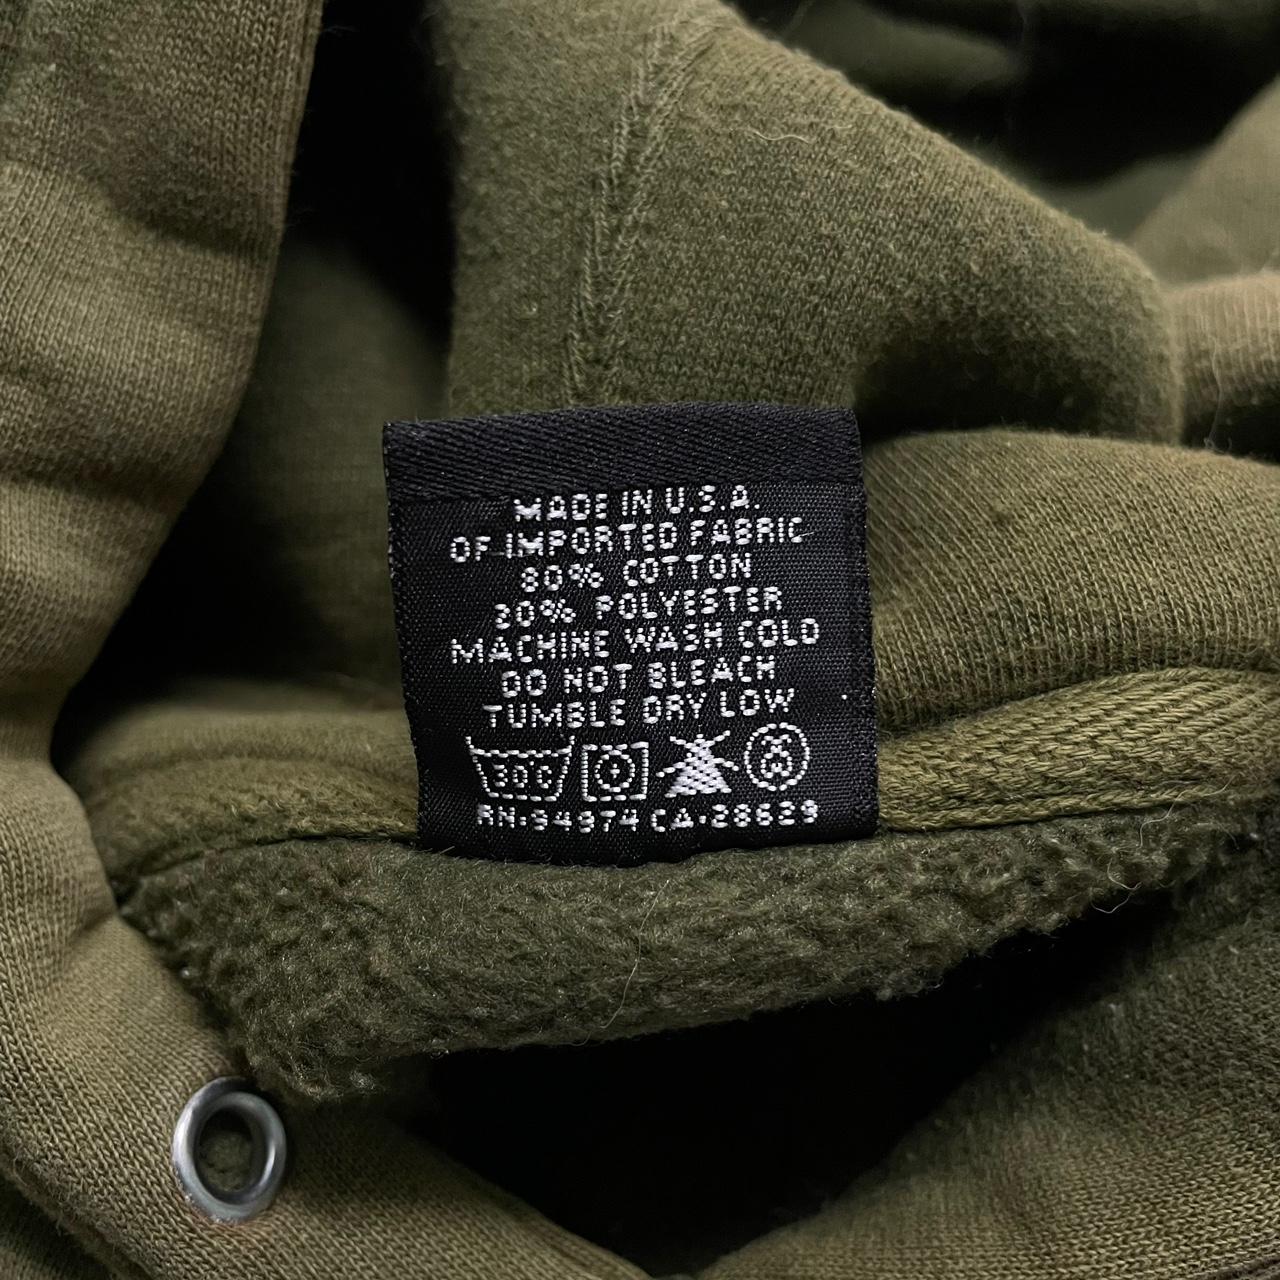 MADE IN U.S.A.
OF IMPORTED FABRIC
80% COTTON
20% POLYESTER
MACHINE WASH COLD
DO NOT BLEACH
TUMBLE DRY LOW
30°C
RN-94974 CA-28629